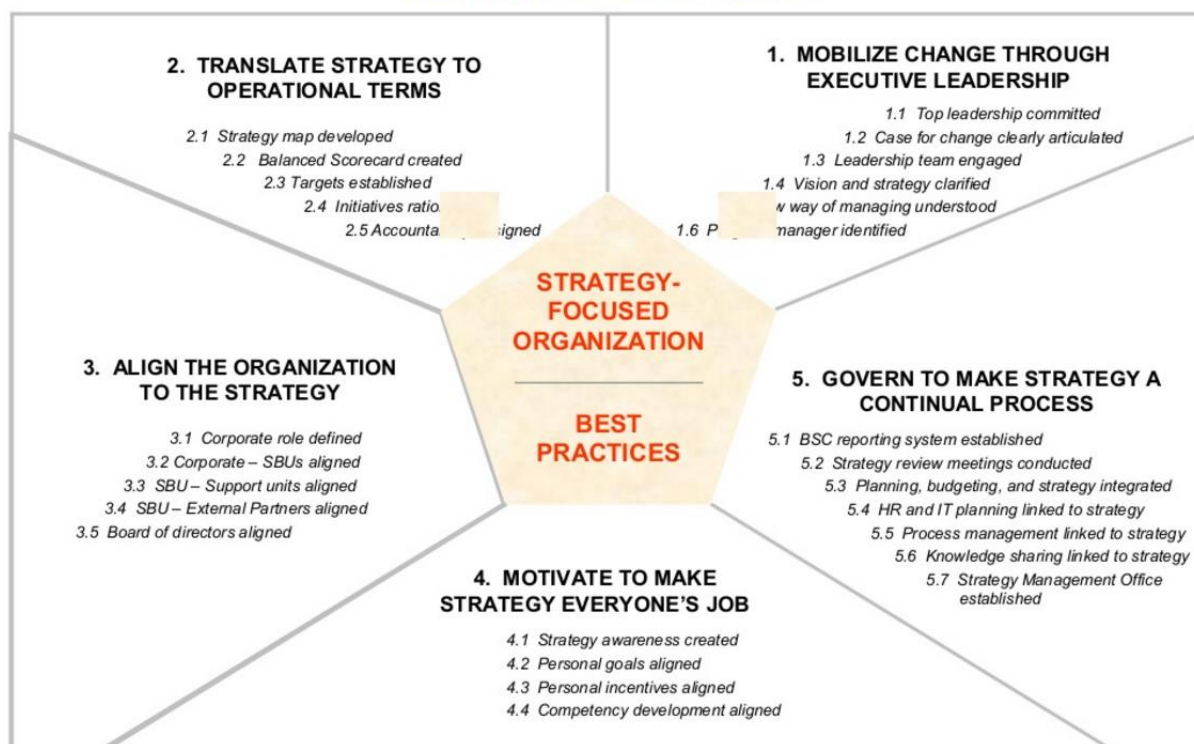 2. TRANSLATE STRATEGY TO
OPERATIONAL TERMS
2.1 Strategy map developed
2.2 Balanced Scorecard created
2.3 Targets established
2.4 Initiatives
2.5
1. MOBILIZE CHANGE THROUGH
EXECUTIVE LEADERSHIP
1.1 Top leadership committed
1.2 Case for change clearly articulated
1.3 Leadership team engaged
1.4 Vision and strategy clarified
way of managing understood
1.6 manager identified
STRATEGY-
FOCUSED
ORGANIZATION
BEST
PRACTICES
3. ALIGN THE ORGANIZATION
TO THE STRATEGY
3.1 Corporate role defined
3.2 Corporate – SBUs aligned
3.3 SBU – Support units aligned
3.4 SBU – External Partners aligned
3.5 Board of directors aligned
5. GOVERN TO MAKE STRATEGY A
CONTINUAL PROCESS
5.1 BSC reporting system established
5.2 Strategy review meetings conducted
5.3 Planning, budgeting, and strategy integrated
5.4 HR and IT planning linked to strategy
5.5 Process management linked to strategy
5.6 Knowledge sharing linked to strategy
5.7 Strategy Management Office
established
4. MOTIVATE TO MAKE
STRATEGY EVERYONE’S JOB
4.1 Strategy awareness created
4.2 Personal goals aligned
4.3 Personal incentives aligned
4.4 Competency development aligned